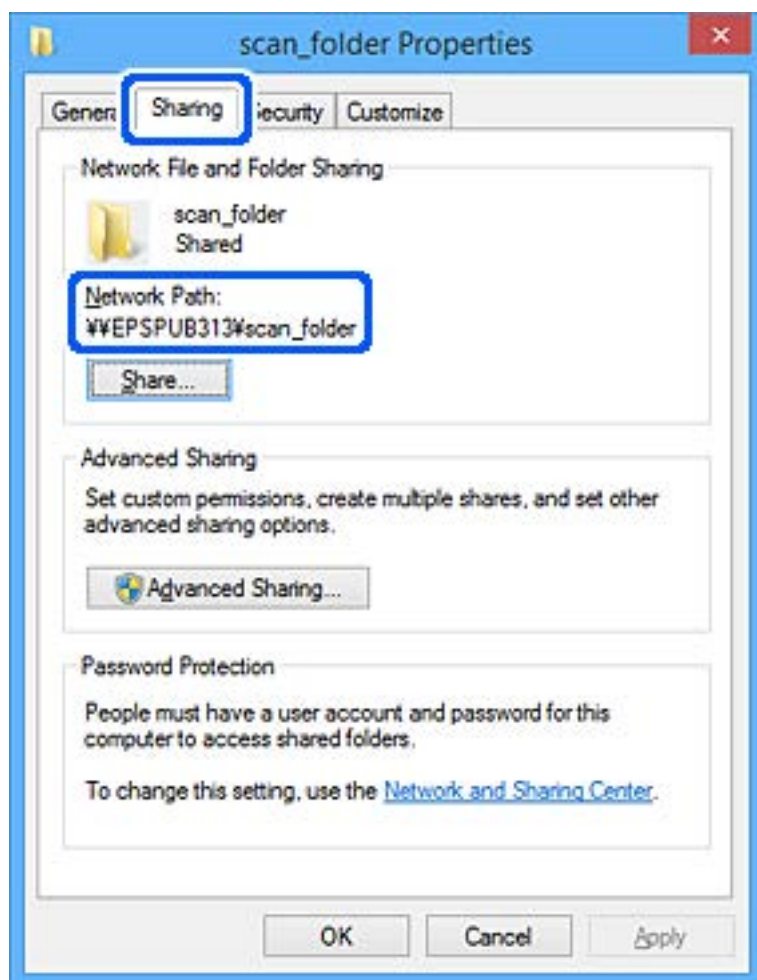 scan_folder Properties
General Sharing Security Customize
Network File and Folder Sharing
scan_folder
Shared
Network Path:
¥¥EPSPUB313¥scan_folder
Share...
Advanced Sharing
Set custom permissions, create multiple shares, and set other
advanced sharing options.
Advanced Sharing...
Password Protection
People must have a user account and password for this
computer to access shared folders.
To change this setting, use the Network and Sharing Center.
OK Cancel Apply